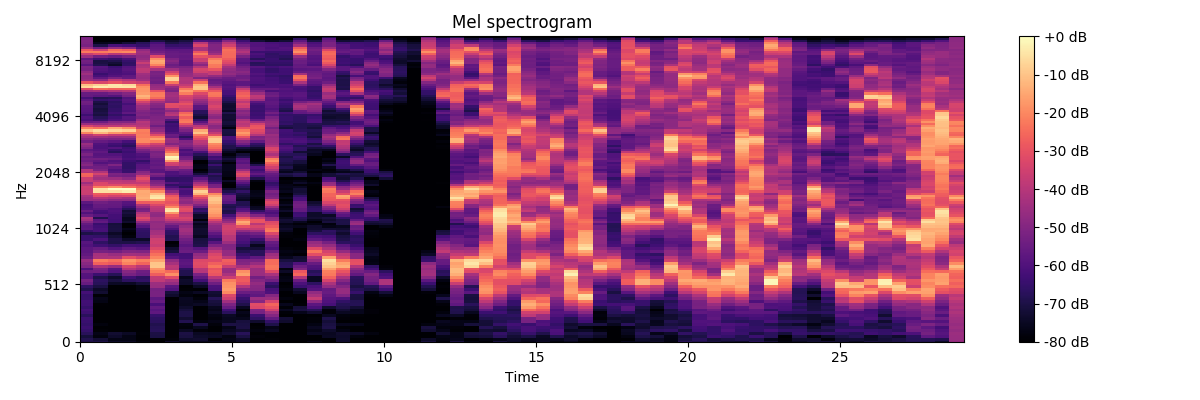 Mel spectrogram
Hz
8192
4096
2048
1024
512
0
0 5 10 15 20 25
Time
+0 dB
-10 dB
-20 dB
-30 dB
-40 dB
-50 dB
-60 dB
-70 dB
-80 dB